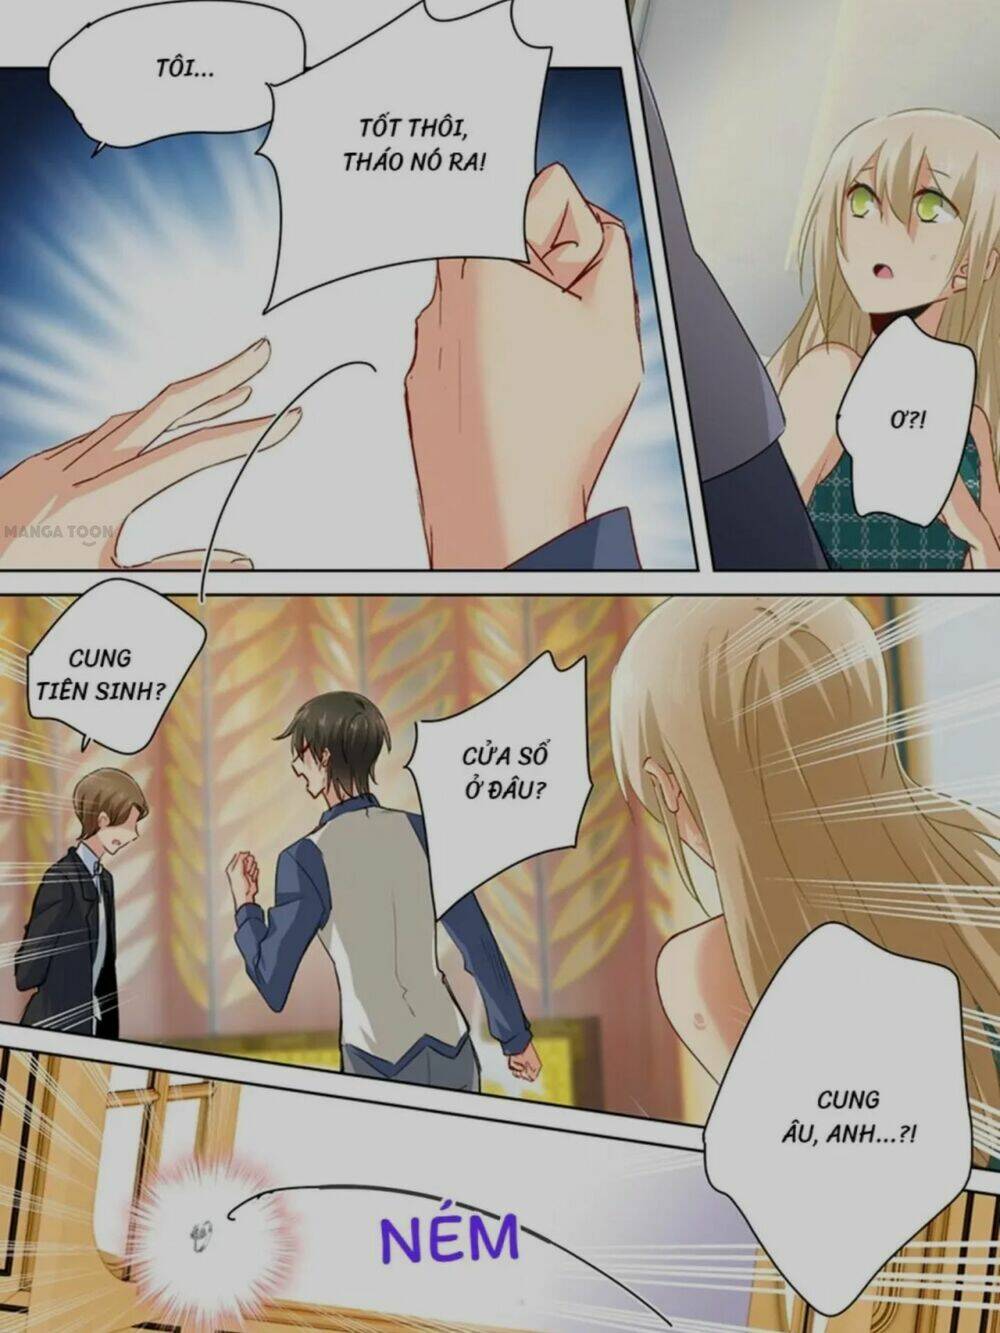 TÔI...
TỐT THÔI,
THÁO NÓ RA!
Ơ?!
MANGA TOON
CUNG
TIÊN SINH?
CỬA SỔ
Ở ĐÂU?
CUNG
ÂU, ANH...?!
NÉM